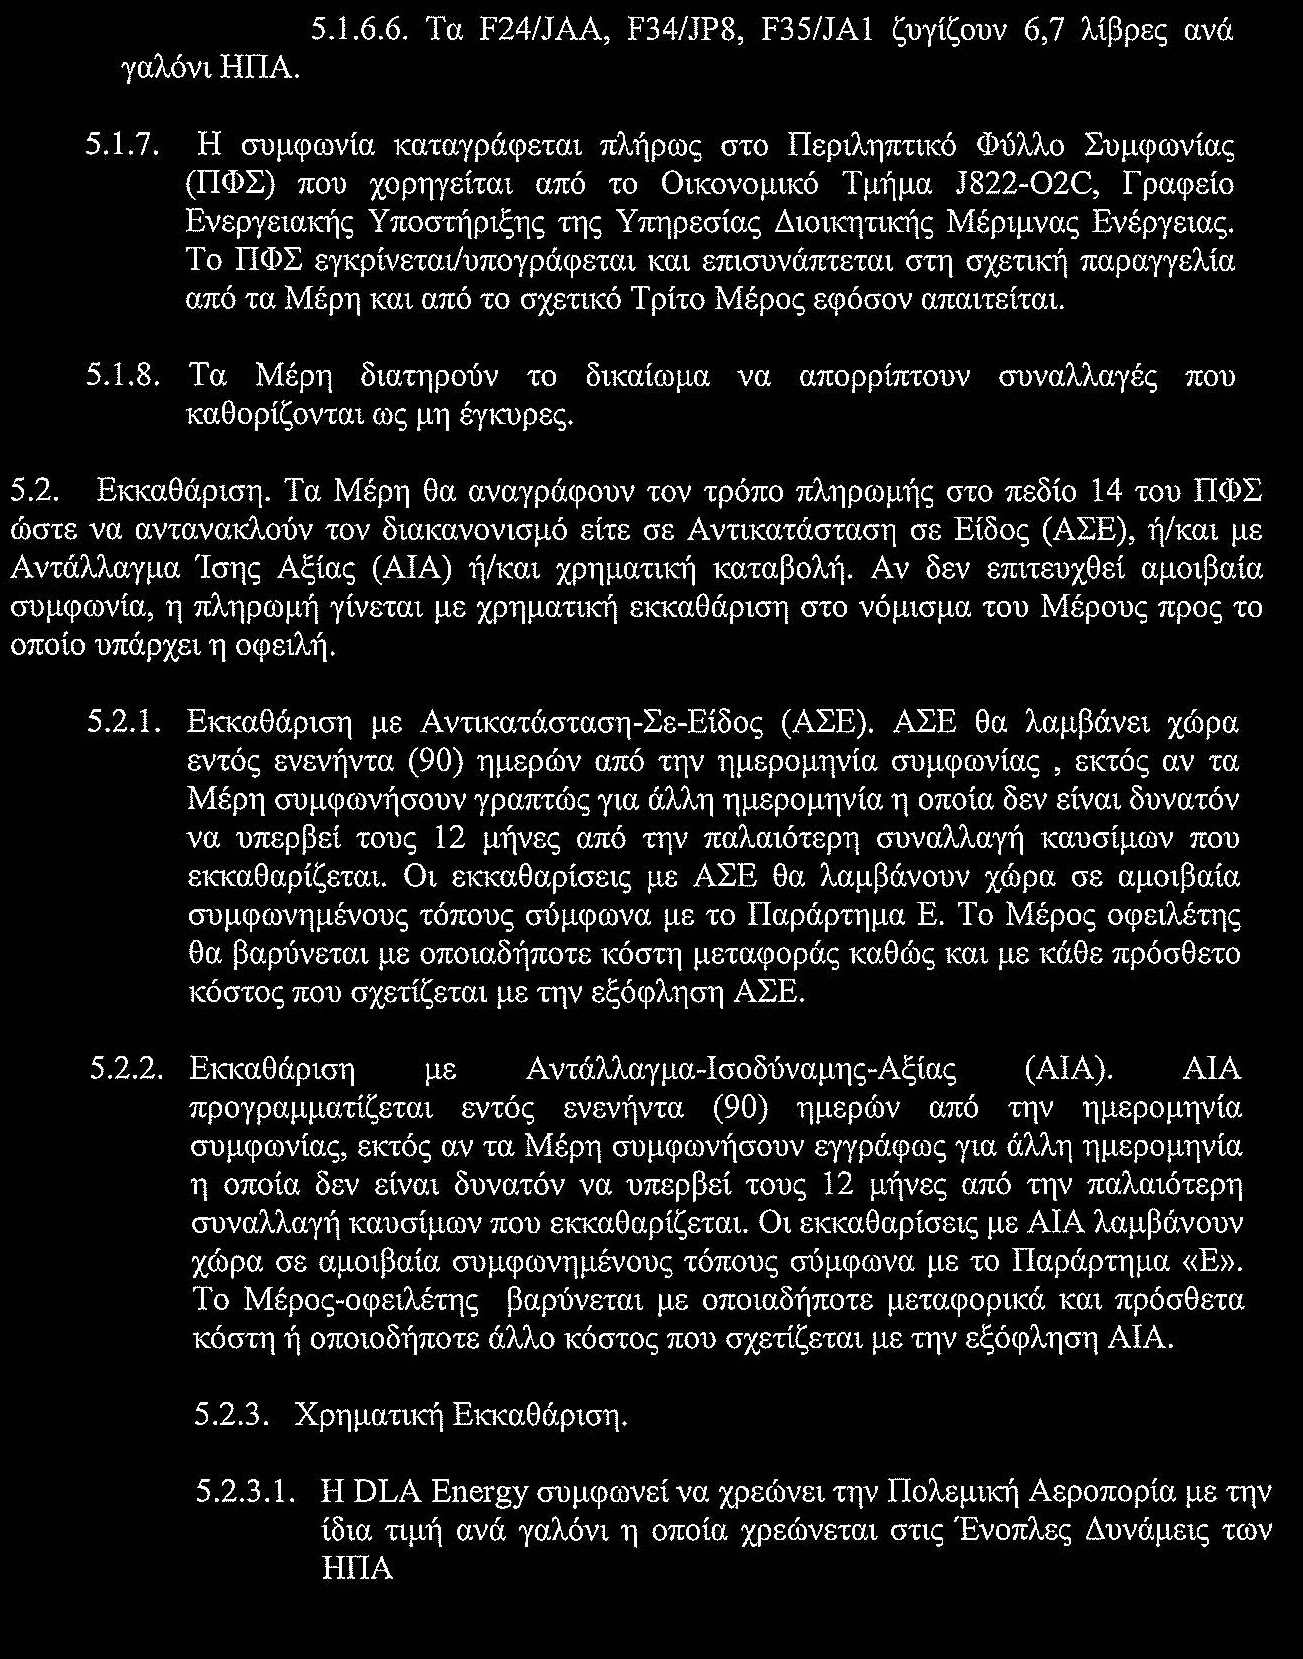 5.1.6.6. Τα F24/JAA, F34/JP8, F35/JA1 ζυγίζουν 6,7 λίβρες ανά
γαλόνι ΗΠΑ.
5.1.7. Η συμφωνία καταγράφεται πλήρως στο Περιληπτικό Φύλλο Συμφωνίας
(ΠΦΣ) που χορηγείται από το Οικονομικό Τμήμα J822-O2C, Γραφείο
Ενεργειακής Υποστήριξης της Υπηρεσίας Διοικητικής Μέριμνας Ενέργειας.
Το ΠΦΣ εγκρίνεται/υπογράφεται και επισυνάπτεται στη σχετική παραγγελία
από τα Μέρη και από το σχετικό Τρίτο Μέρος εφόσον απαιτείται.
5.1.8. Τα Μέρη διατηρούν το δικαίωμα να απορρίπτουν συναλλαγές που
καθορίζονται ως μη έγκυρες.
5.2. Εκκαθάριση. Τα Μέρη θα αναγράφουν τον τρόπο πληρωμής στο πεδίο 14 του ΠΦΣ
ώστε να αντανακλούν τον διακανονισμό είτε σε Αντικατάσταση σε Είδος (ΑΣΕ), ή/και με
Αντάλλαγμα Ίσης Αξίας (ΑΙΑ) ή/και χρηματική καταβολή. Αν δεν επιτευχθεί αμοιβαία
συμφωνία, η πληρωμή γίνεται με χρηματική εκκαθάριση στο νόμισμα του Μέρους προς το
οποίο υπάρχει η οφειλή.
5.2.1. Εκκαθάριση με Αντικατάσταση-Σε-Είδος (ΑΣΕ). ΑΣΕ θα λαμβάνει χώρα
εντός ενενήντα (90) ημερών από την ημερομηνία συμφωνίας , εκτός αν τα
Μέρη συμφωνήσουν γραπτώς για άλλη ημερομηνία η οποία δεν είναι δυνατόν
να υπερβεί τους 12 μήνες από την παλαιότερη συναλλαγή καυσίμων που
εκκαθαρίζεται. Οι εκκαθαρίσεις με ΑΣΕ θα λαμβάνουν χώρα σε αμοιβαία
συμφωνημένους τόπους σύμφωνα με το Παράρτημα Ε. Το Μέρος οφειλέτης
θα βαρύνεται με οποιαδήποτε κόστη μεταφοράς καθώς και με κάθε πρόσθετο
κόστος που σχετίζεται με την εξόφληση ΑΣΕ.
5.2.2. Εκκαθάριση με Αντάλλαγμα-Ισοδύναμης-Αξίας (ΑΙΑ). ΑΙΑ
προγραμματίζεται εντός ενενήντα (90) ημερών από την ημερομηνία
συμφωνίας, εκτός αν τα Μέρη συμφωνήσουν εγγράφως για άλλη ημερομηνία
η οποία δεν είναι δυνατόν να υπερβεί τους 12 μήνες από την παλαιότερη
συναλλαγή καυσίμων που εκκαθαρίζεται. Οι εκκαθαρίσεις με ΑΙΑ λαμβάνουν
χώρα σε αμοιβαία συμφωνημένους τόπους σύμφωνα με το Παράρτημα «Ε».
Το Μέρος-οφειλέτης βαρύνεται με οποιαδήποτε μεταφορικά και πρόσθετα
κόστη ή οποιοδήποτε άλλο κόστος που σχετίζεται με την εξόφληση ΑΙΑ.
5.2.3. Χρηματική Εκκαθάριση.
5.2.3.1. Η DLA Energy συμφωνεί να χρεώνει την Πολεμική Αεροπορία με την
ίδια τιμή ανά γαλόνι η οποία χρεώνεται στις Ένοπλες Δυνάμεις των
ΗΠΑ